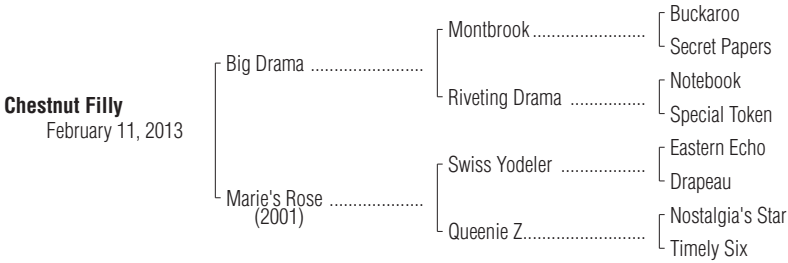 Buckaroo
Montbrook........................
Secret Papers
Big Drama ........................
Notebook
Riveting Drama ................
Special Token
Chestnut Filly
February 11, 2013
Eastern Echo
Swiss Yodeler ..................
Drapeau
Marie's Rose ....................
(2001)
Nostalgia's Star
Queenie Z..........................
Timely Six